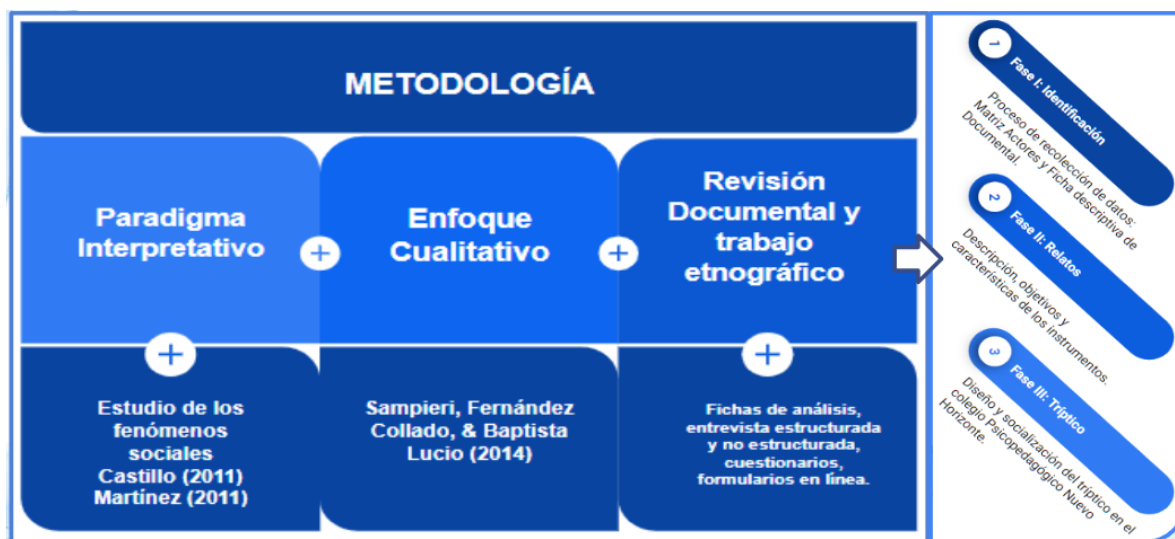 METODOLOGÍA
Paradigma
Interpretativo
+
Enfoque
Cualitativo
+
Revisión
Documental y
trabajo
etnográfico
+
Estudio de los
fenómenos
sociales
Castillo (2011)
Martínez (2011)
Sampieri, Fernández
Collado, & Baptista
Lucio (2014)
+
Fichas de análisis,
entrevista estructurada
y no estructurada,
cuestionarios,
formularios en línea.
1
Fase I: Identificación
Proceso de recolección de datos:
Matriz Actores y Ficha descriptiva de
Documental.
2
Fase II: Relatos
Descripción, objetivos y
características de los instrumentos.
3
Fase III: Tríptico
Diseño y socialización del tríptico en el
colegio Psicopedagógico Nuevo
Horizonte.